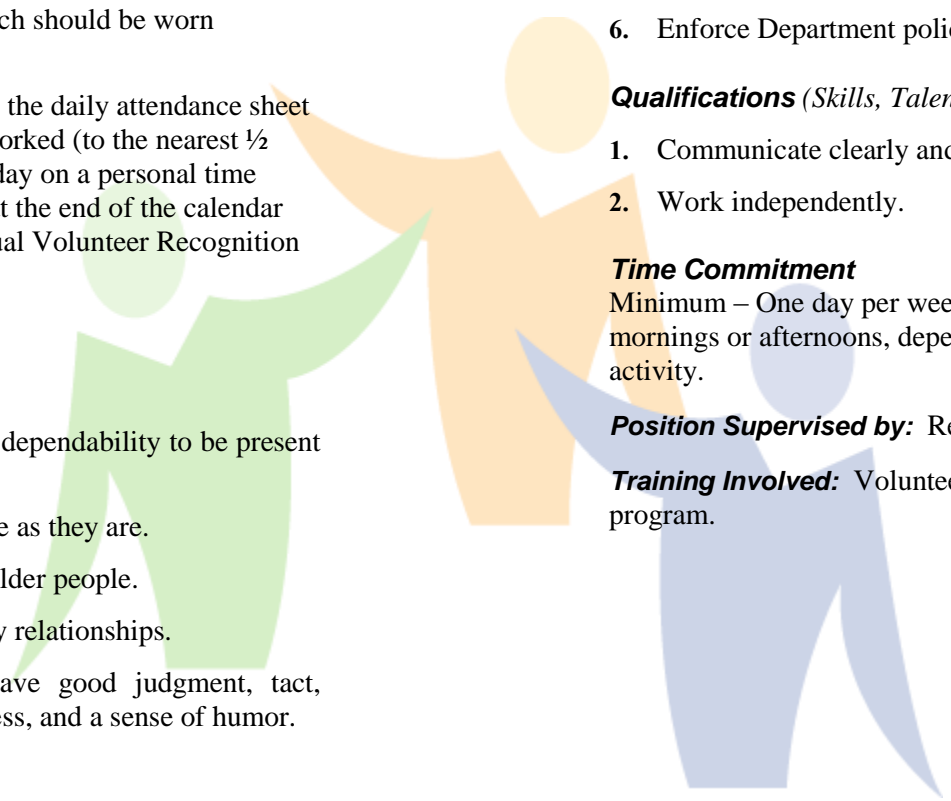 ch should be worn
the daily attendance sheet
orked (to the nearest ½
day on a personal time
t the end of the calendar
ual Volunteer Recognition
dependability to be present
e as they are.
lder people.
y relationships.
ave good judgment, tact,
ess, and a sense of humor.
6. Enforce Department polic
Qualifications (Skills, Talen
1. Communicate clearly and
2. Work independently.
Time Commitment
Minimum – One day per wee
mornings or afternoons, depe
activity.
Position Supervised by: Re
Training Involved: Voluntee
program.